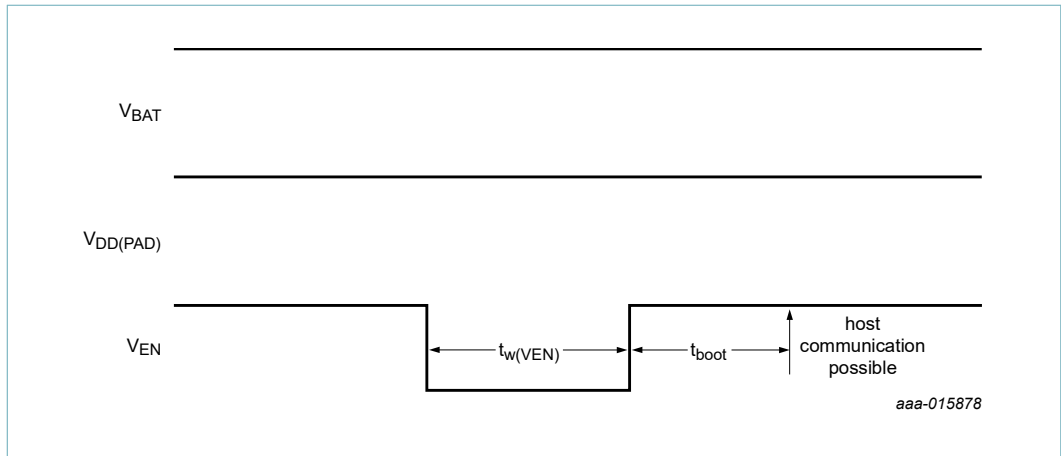 VBAT
VDD(PAD)
VEN
tw(VEN)
tboot
host
communication
possible
aaa-015878